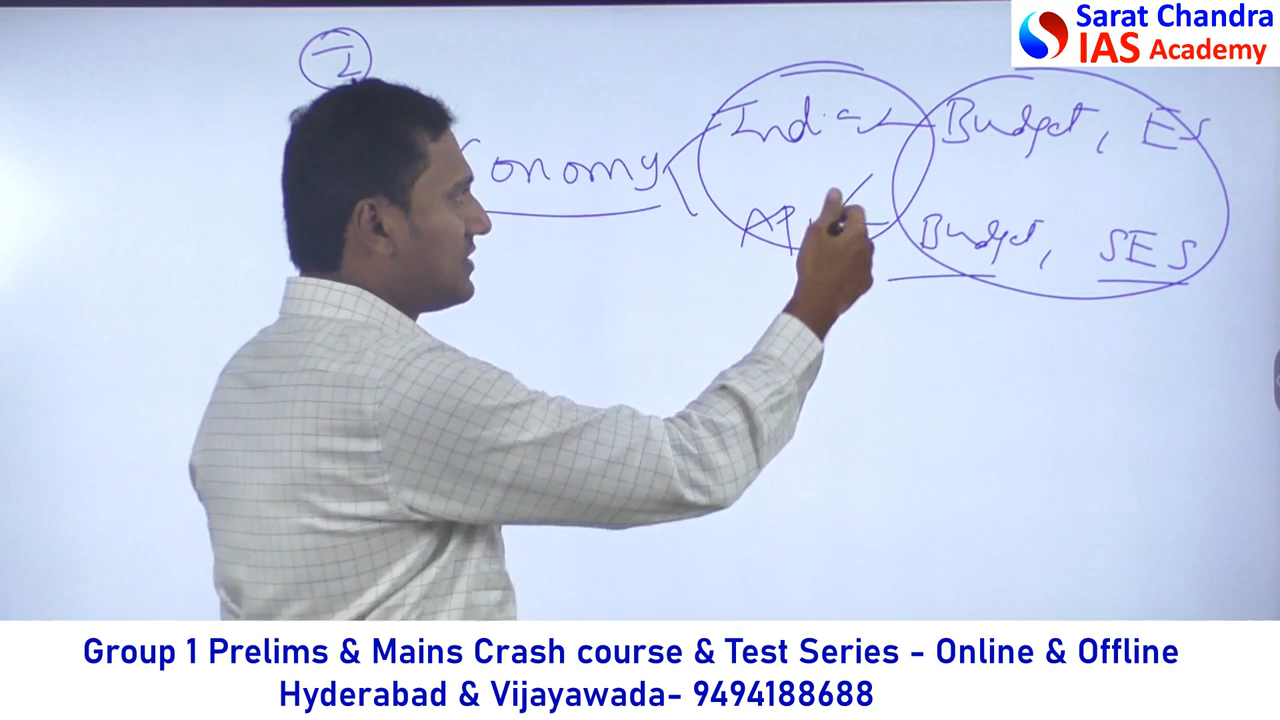 Sarat Chandra
IAS Academy
onomy
India Budget, ES
AP Budget, SES
Group 1 Prelims & Mains Crash course & Test Series - Online & Offline
Hyderabad & Vijayawada- 9494188688